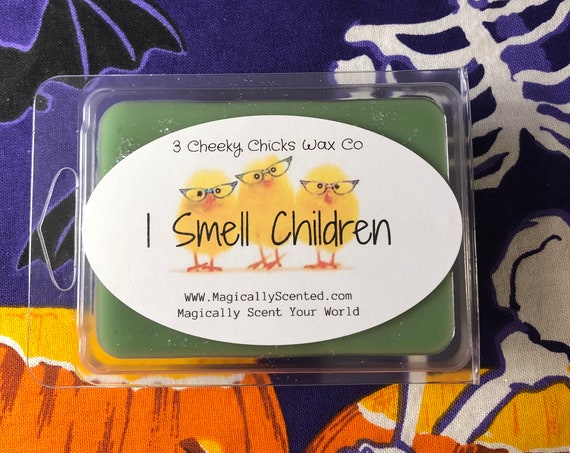 3 Cheeky Chicks Wax Co
I Smell Children
www.MagicallyScented.com
Magically Scent Your World